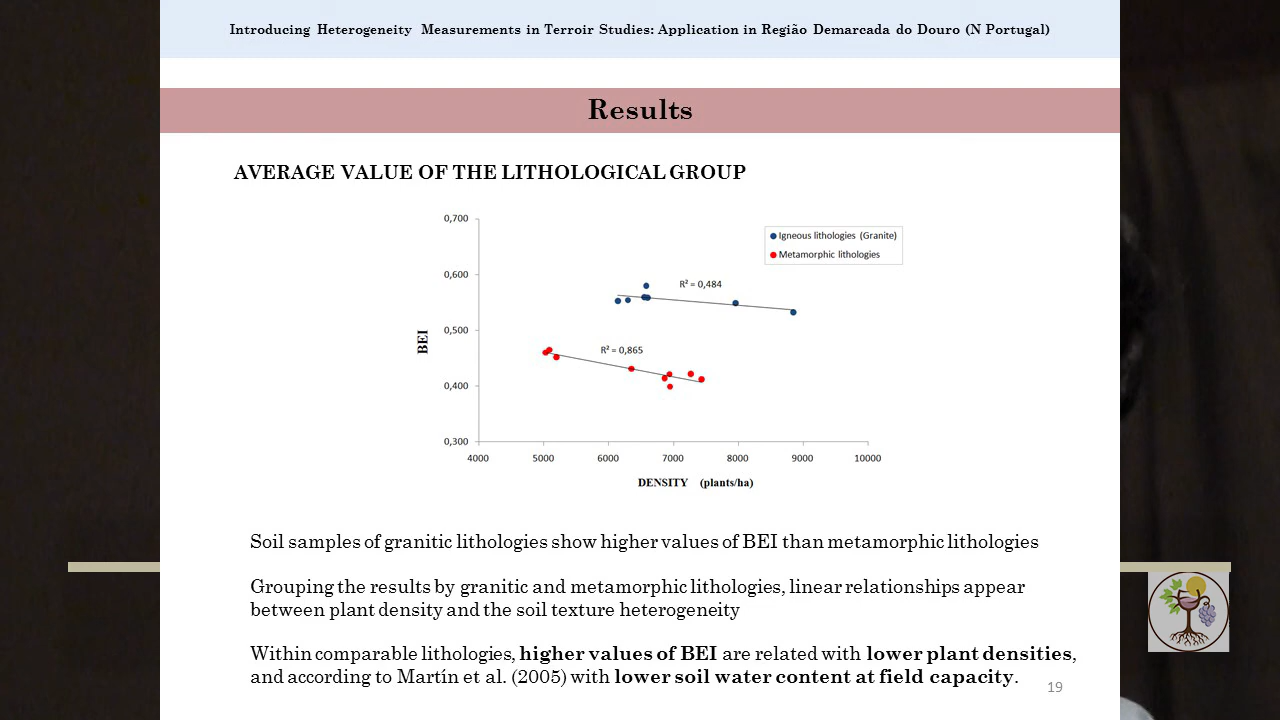 Introducing Heterogeneity Measurements in Terroir Studies: Application in Região Demarcada do Douro (N Portugal)
Results
AVERAGE VALUE OF THE LITHOLOGICAL GROUP
0,700
0,600
0,500
0,400
0,300
BEI
Igneous lithologies (Granite)
Metamorphic lithologies
R² = 0,484
R² = 0,865
4000 5000 6000 7000 8000 9000 10000
DENSITY (plants/ha)
Soil samples of granitic lithologies show higher values of BEI than metamorphic lithologies
Grouping the results by granitic and metamorphic lithologies, linear relationships appear
between plant density and the soil texture heterogeneity
Within comparable lithologies, higher values of BEI are related with lower plant densities,
and according to Martín et al. (2005) with lower soil water content at field capacity.
19